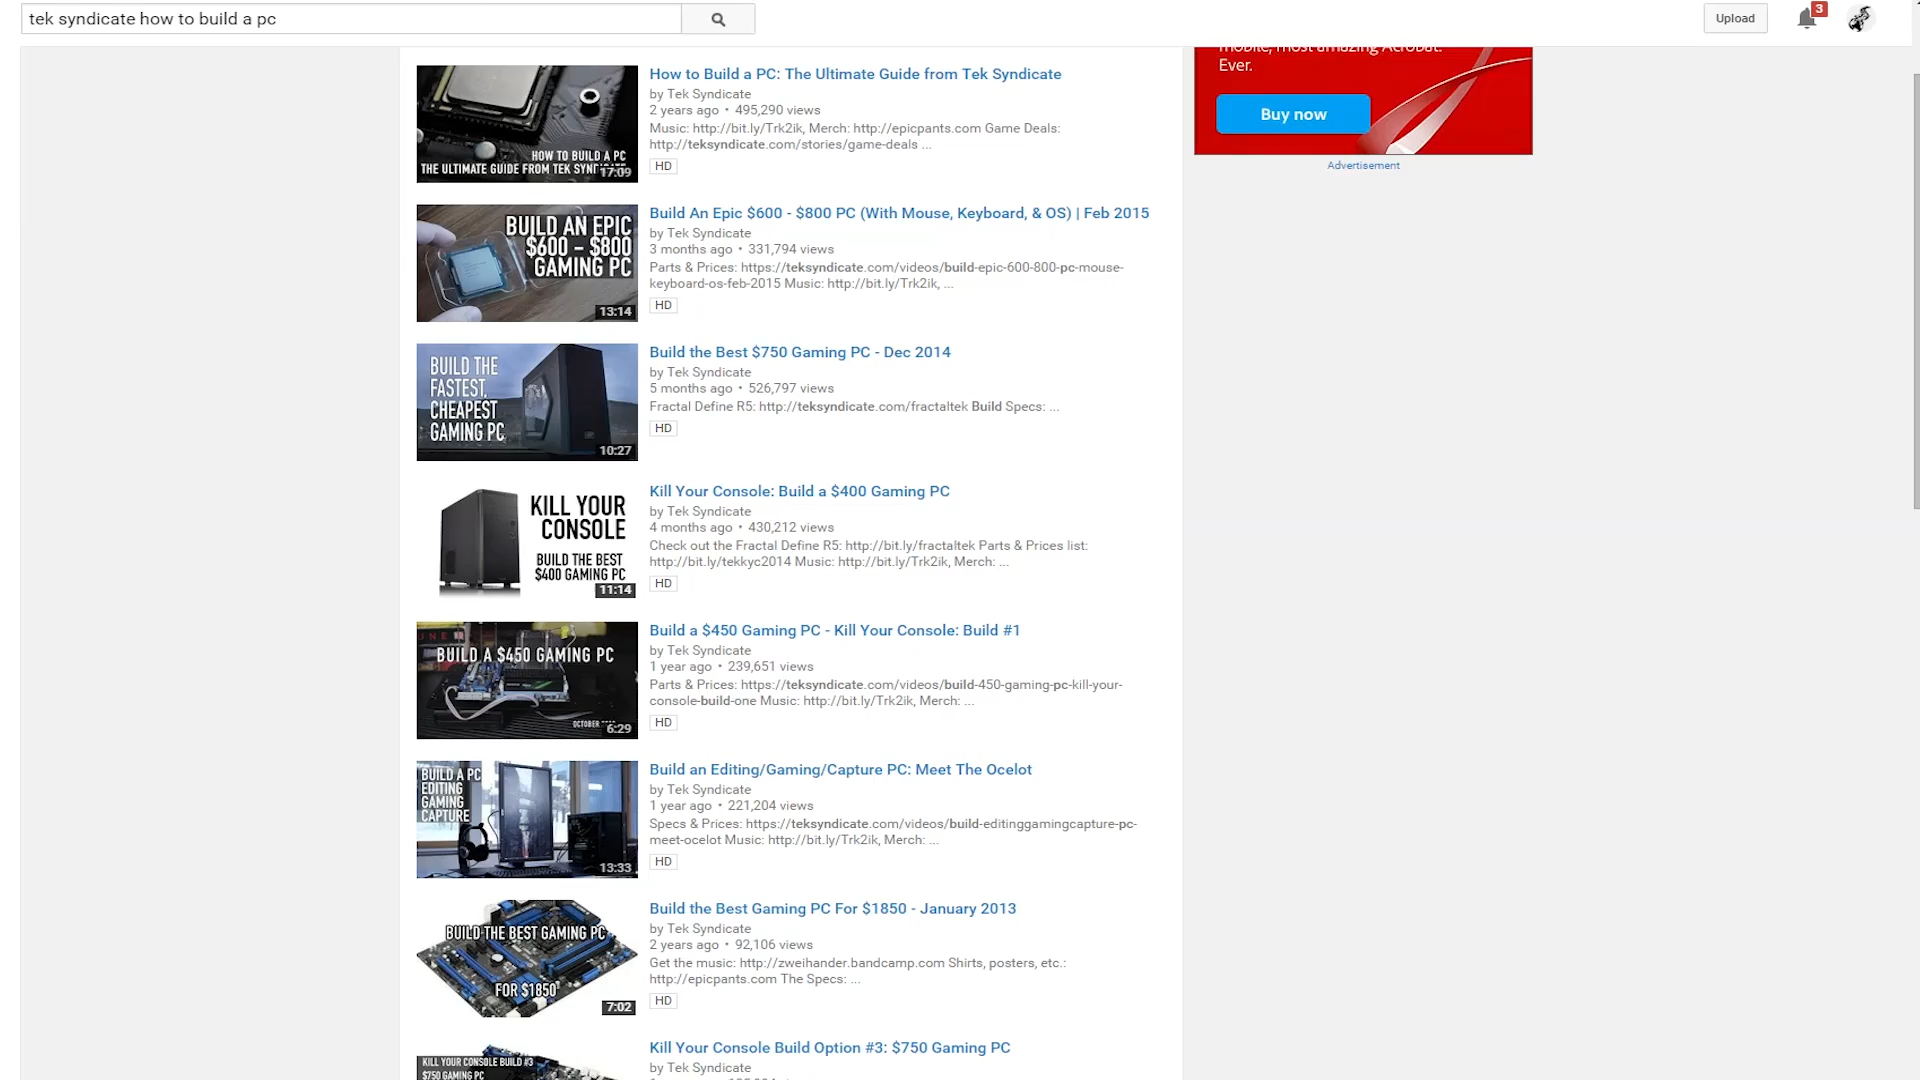 tek syndicate how to build a pc
Upload
3
mobile, most amazing Acrobat.
Ever.
Buy now
Advertisement
HOW TO BUILD A PC
THE ULTIMATE GUIDE FROM TEK SYNDICATE
17:09
How to Build a PC: The Ultimate Guide from Tek Syndicate
by Tek Syndicate
2 years ago • 495,290 views
Music: http://bit.ly/Trk2ik, Merch: http://epicpants.com Game Deals:
http://teksyndicate.com/stories/game-deals ...
HD
BUILD AN EPIC
$600 – $800
GAMING PC
13:14
Build An Epic $600 - $800 PC (With Mouse, Keyboard, & OS) | Feb 2015
by Tek Syndicate
3 months ago • 331,794 views
Parts & Prices: https://teksyndicate.com/videos/build-epic-600-800-pc-mouse-
keyboard-os-feb-2015 Music: http://bit.ly/Trk2ik, ...
HD
BUILD THE
FASTEST,
CHEAPEST
GAMING PC
10:27
Build the Best $750 Gaming PC - Dec 2014
by Tek Syndicate
5 months ago • 526,797 views
Fractal Define R5: http://teksyndicate.com/fractaltek Build Specs: ...
HD
KILL YOUR
CONSOLE
BUILD THE BEST
$400 GAMING PC
11:14
Kill Your Console: Build a $400 Gaming PC
by Tek Syndicate
4 months ago • 430,212 views
Check out the Fractal Define R5: http://bit.ly/fractaltek Parts & Prices list:
http://bit.ly/tekkyc2014 Music: http://bit.ly/Trk2ik, Merch: ...
HD
BUILD A $450 GAMING PC
OCTOBER
6:29
Build a $450 Gaming PC - Kill Your Console: Build #1
by Tek Syndicate
1 year ago • 239,651 views
Parts & Prices: https://teksyndicate.com/videos/build-450-gaming-pc-kill-your-
console-build-one Music: http://bit.ly/Trk2ik, Merch: ...
HD
BUILD A PC
EDITING
GAMING
CAPTURE
13:33
Build an Editing/Gaming/Capture PC: Meet The Ocelot
by Tek Syndicate
1 year ago • 221,204 views
Specs & Prices: https://teksyndicate.com/videos/build-editinggamingcapture-pc-
meet-ocelot Music: http://bit.ly/Trk2ik, Merch: ...
HD
BUILD THE BEST GAMING PC
FOR $1850
7:02
Build the Best Gaming PC For $1850 - January 2013
by Tek Syndicate
2 years ago • 92,106 views
Get the music: http://zweihander.bandcamp.com Shirts, posters, etc.:
http://epicpants.com The Specs: ...
HD
KILL YOUR CONSOLE BUILD #3
$750 GAMING PC
Kill Your Console Build Option #3: $750 Gaming PC
by Tek Syndicate